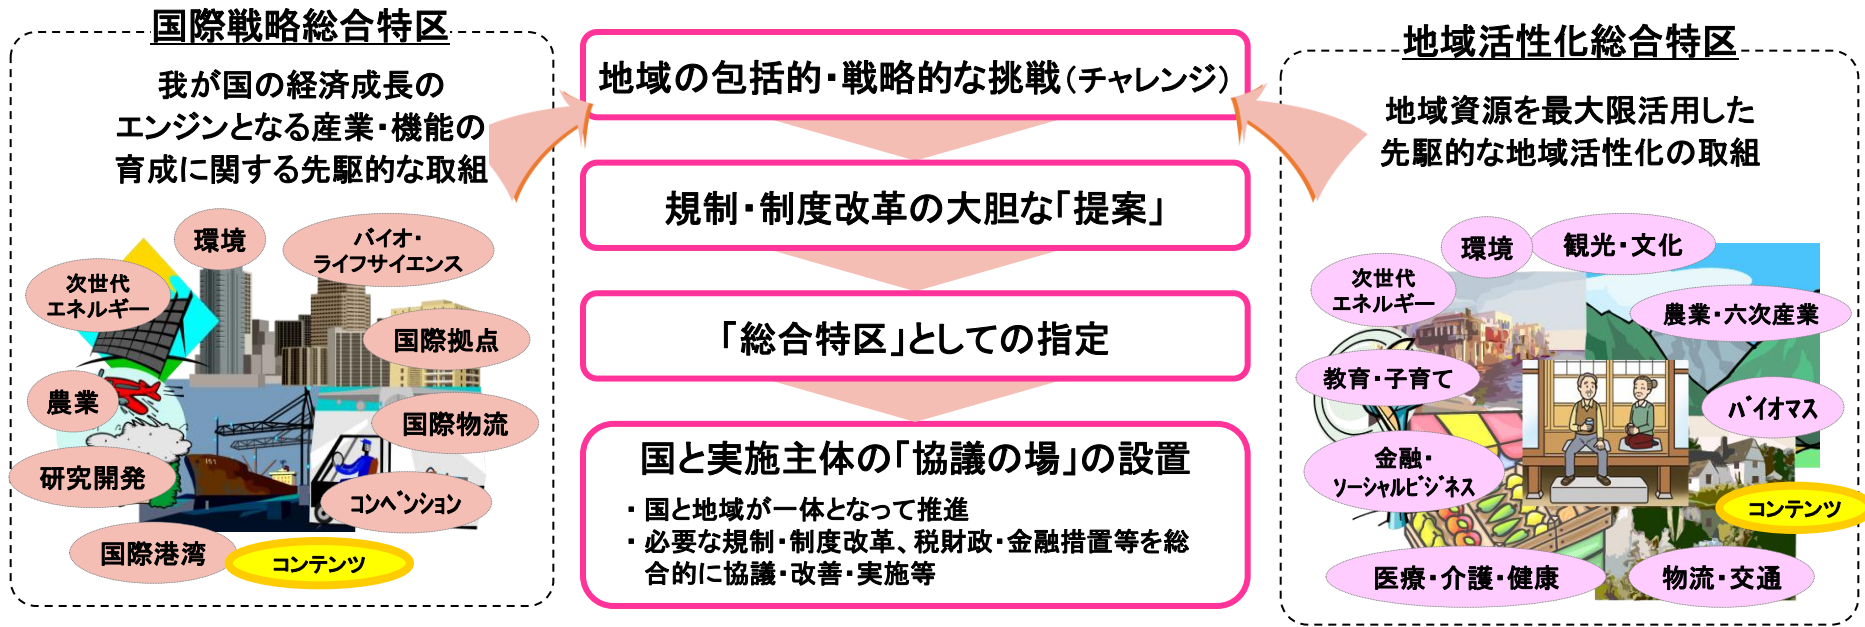 国際戦略総合特区
我が国の経済成長の
エンジンとなる産業・機能の
育成に関する先駆的な取組
環境
バイオ・
ライフサイエンス
次世代
エネルギー
国際拠点
農業
国際物流
研究開発
コンベンション
国際港湾
コンテンツ
地域の包括的・戦略的な挑戦（チャレンジ）
規制・制度改革の大胆な「提案」
「総合特区」としての指定
国と実施主体の「協議の場」の設置
・国と地域が一体となって推進
・必要な規制・制度改革、税財政・金融措置等を総
合的に協議・改善・実施等
地域活性化総合特区
地域資源を最大限活用した
先駆的な地域活性化の取組
環境
観光・文化
次世代
エネルギー
農業・六次産業
教育・子育て
バイオマス
金融・
ソーシャルビジネス
コンテンツ
医療・介護・健康
物流・交通